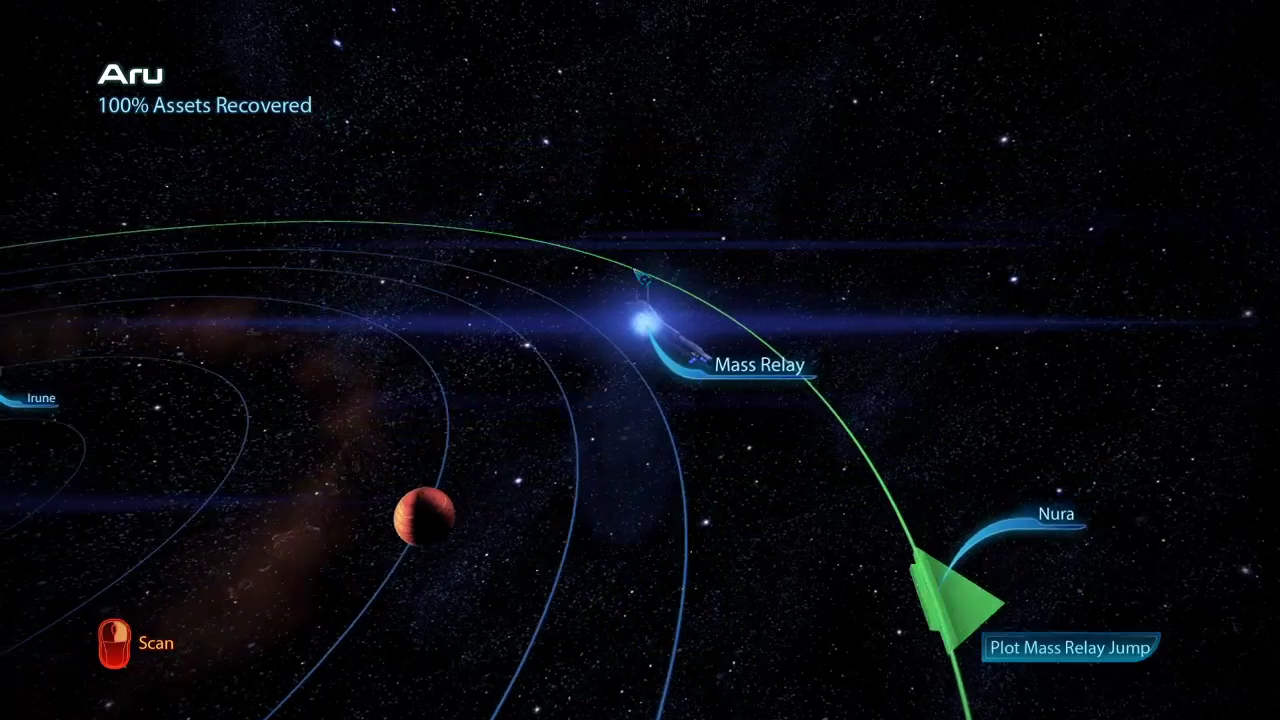 Aru
100% Assets Recovered
Mass Relay
Irune
Nura
Scan
Plot Mass Relay Jump